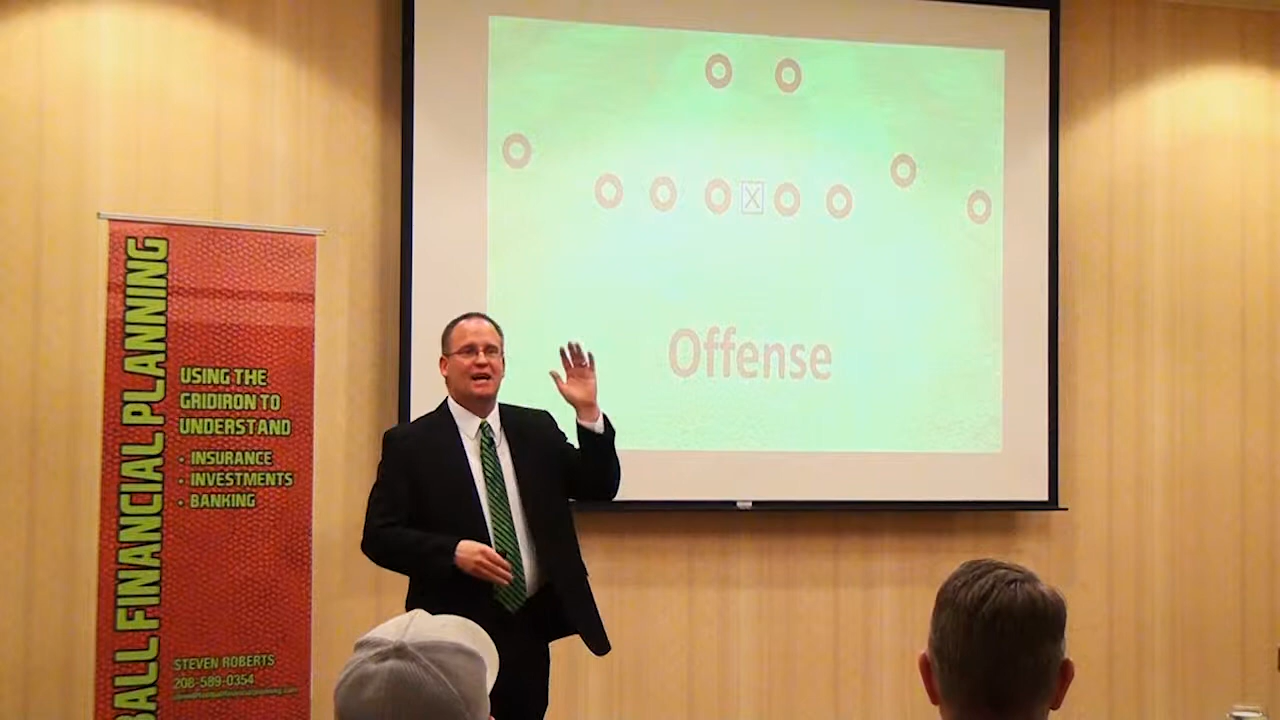 BALL FINANCIAL PLANNING
USING THE
GRIDIRON TO
UNDERSTAND
• INSURANCE
• INVESTMENTS
• BANKING
STEVEN ROBERTS
208-589-0354
O O
O O
O O O X O O O
Offense